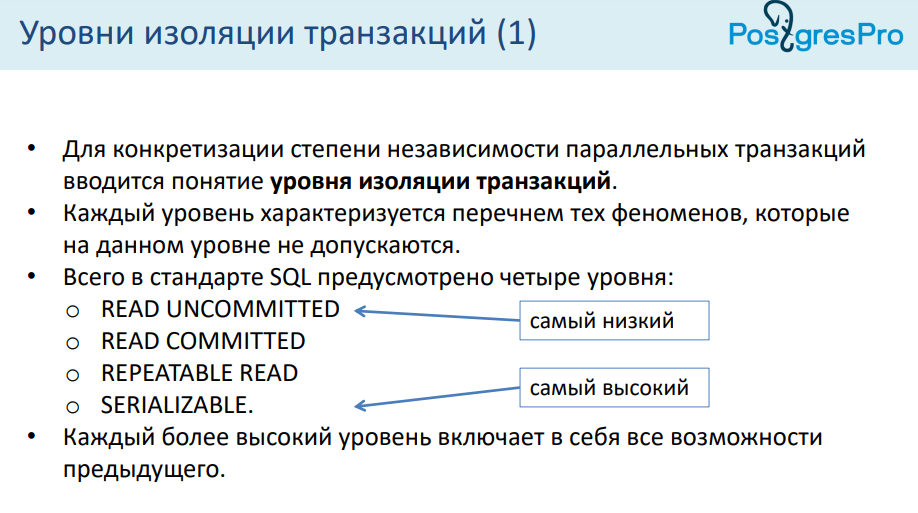 Уровни изоляции транзакций (1)
PostgresPro
• Для конкретизации степени независимости параллельных транзакций
вводится понятие уровня изоляции транзакций.
• Каждый уровень характеризуется перечнем тех феноменов, которые
на данном уровне не допускаются.
• Всего в стандарте SQL предусмотрено четыре уровня:
o READ UNCOMMITTED
самый низкий
o READ COMMITTED
o REPEATABLE READ
самый высокий
o SERIALIZABLE.
• Каждый более высокий уровень включает в себя все возможности
предыдущего.